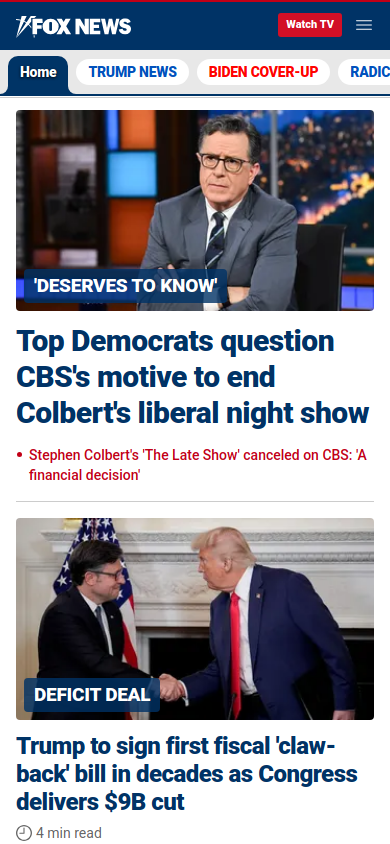 FOX NEWS
Watch TV
Home
TRUMP NEWS
BIDEN COVER-UP
RADIC
'DESERVES TO KNOW'
Top Democrats question
CBS's motive to end
Colbert's liberal night show
• Stephen Colbert's 'The Late Show' canceled on CBS: 'A
financial decision'
DEFICIT DEAL
Trump to sign first fiscal 'claw-
back' bill in decades as Congress
delivers $9B cut
4 min read